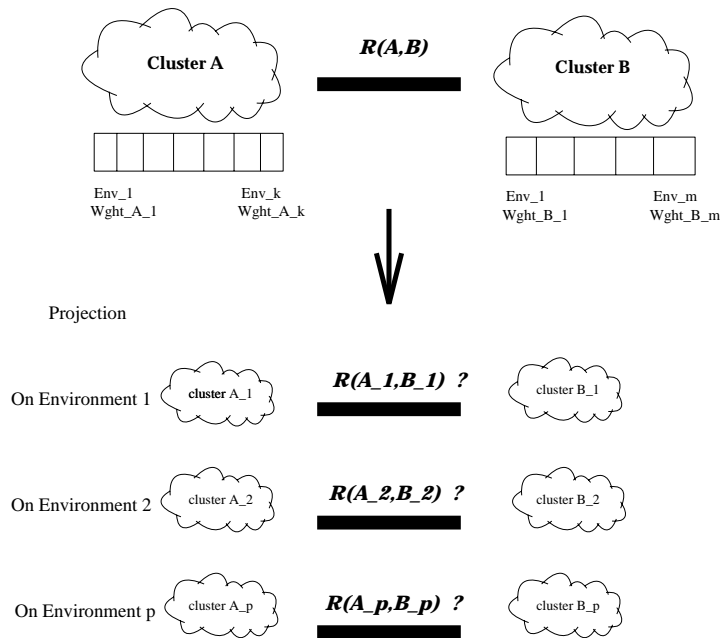 R(A,B)
Cluster A
Cluster B
Env_1 Env_k
Wght_A_1 Wght_A_k
Env_1 Env_m
Wght_B_1 Wght_B_m
Projection
On Environment 1 cluster A_1 R(A_1,B_1) ? cluster B_1
On Environment 2 cluster A_2 R(A_2,B_2) ? cluster B_2
On Environment p cluster A_p R(A_p,B_p) ? cluster B_p